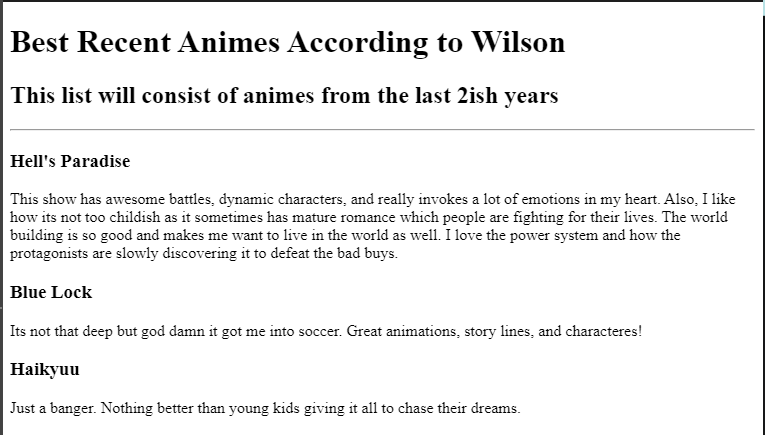 Best Recent Animes According to Wilson
This list will consist of animes from the last 2ish years
Hell's Paradise
This show has awesome battles, dynamic characters, and really invokes a lot of emotions in my heart. Also, I like
how its not too childish as it sometimes has mature romance which people are fighting for their lives. The world
building is so good and makes me want to live in the world as well. I love the power system and how the
protagonists are slowly discovering it to defeat the bad buys.
Blue Lock
Its not that deep but god damn it got me into soccer. Great animations, story lines, and characteres!
Haikyuu
Just a banger. Nothing better than young kids giving it all to chase their dreams.